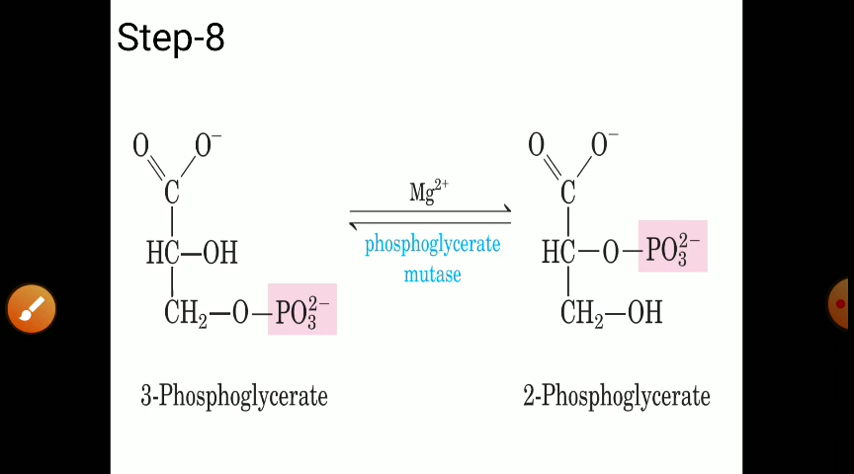 Step-8
O O⁻
C
HC—OH
CH₂—O—PO₃²⁻
3-Phosphoglycerate
Mg²⁺
phosphoglycerate
mutase
O O⁻
C
HC—O—PO₃²⁻
CH₂—OH
2-Phosphoglycerate